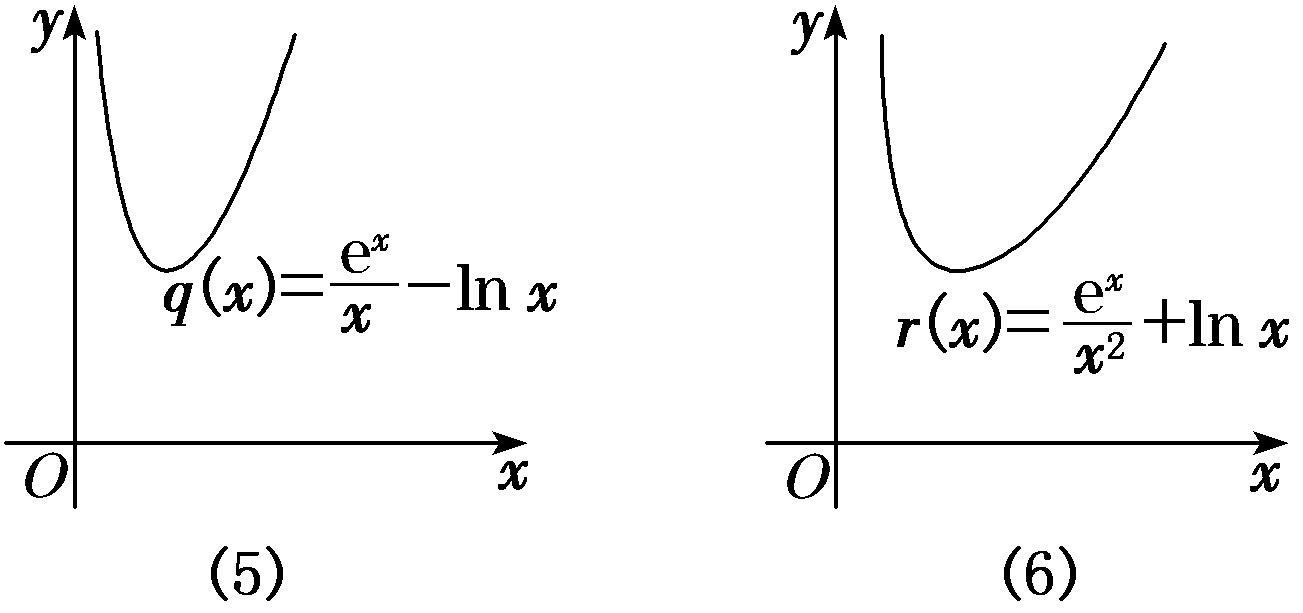 y
q(x)=e^x/x−ln x
O
x
(5)
y
r(x)=e^x/x^2+ln x
O
x
(6)